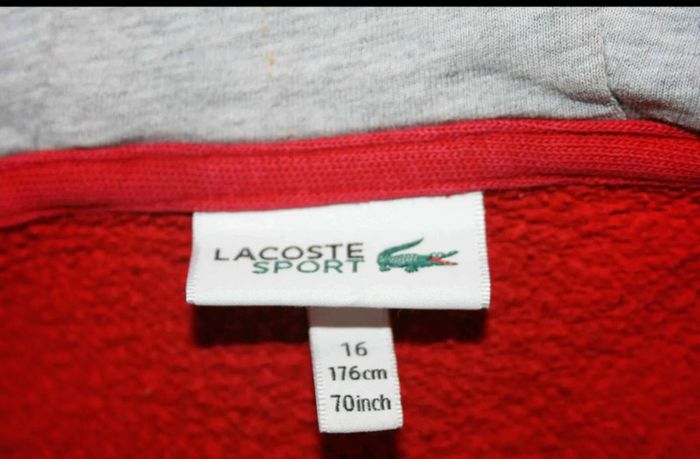 LACOSTE
SPORT
16
176cm
70inch